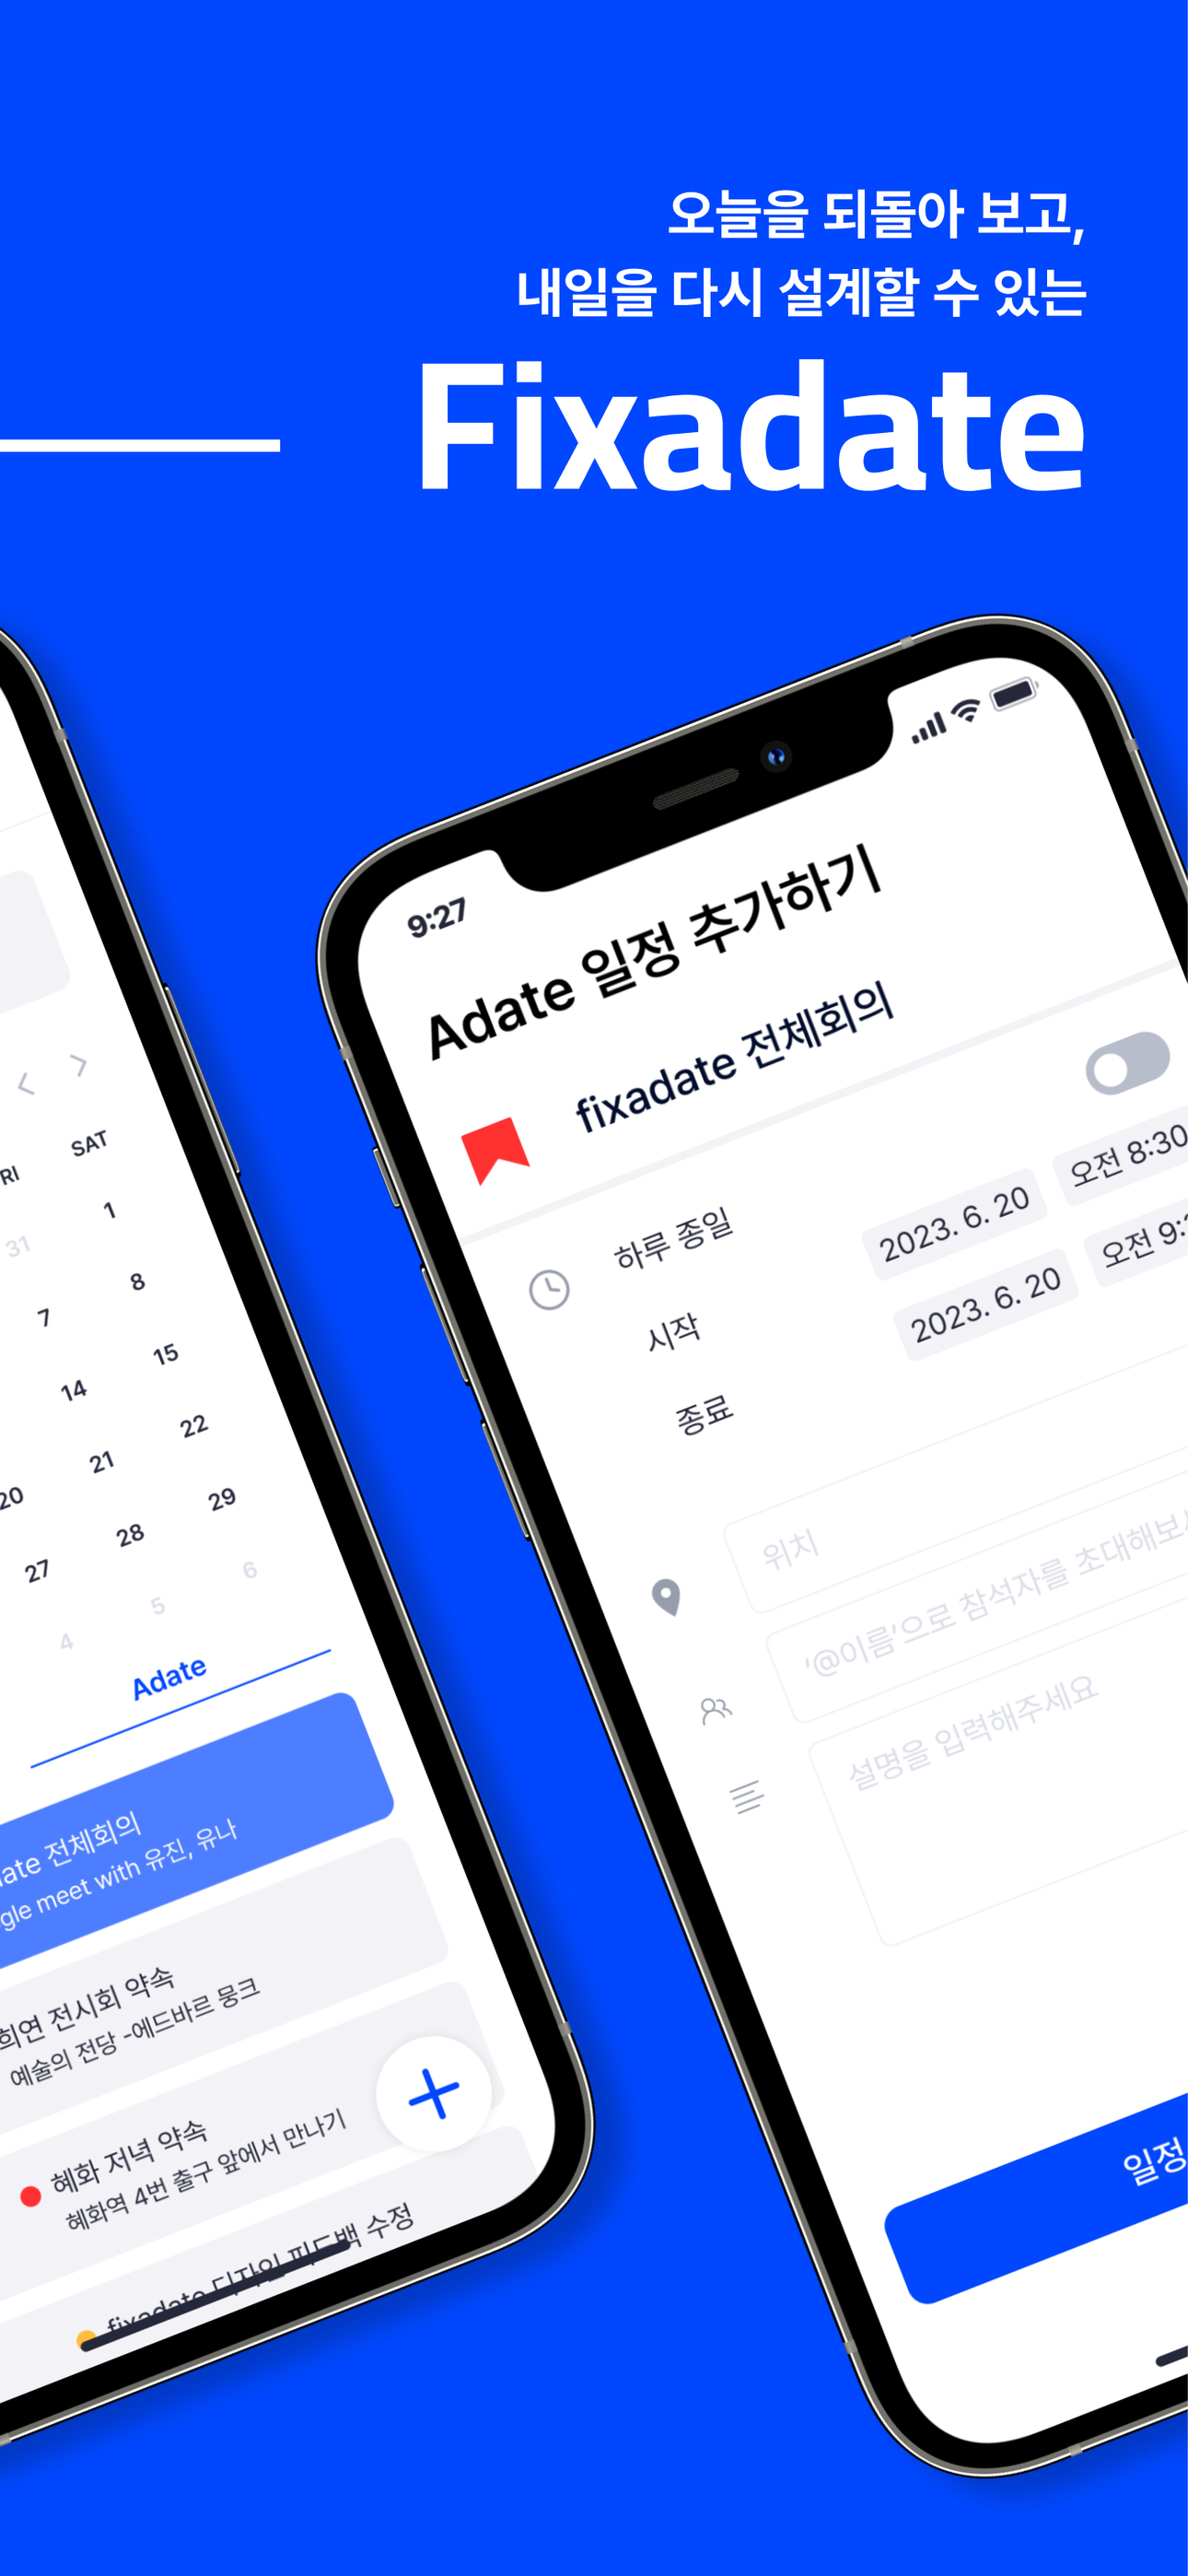 오늘을 되돌아 보고,
내일을 다시 설계할 수 있는
Fixadate
RI SAT
31 1
7 8
14 15
20 21 22
27 28 29
4 5 6
Adate
전체회의
meet with 유진, 유나
희연 전시회 약속
예술의 전당 -에드바르 뭉크
혜화 저녁 약속
혜화역 4번 출구 앞에서 만나기
fixadate 디자인 피드백 수정
9:27
Adate 일정 추가하기
fixadate 전체회의
하루 종일
시작 2023. 6. 20 오전 8:30
종료 2023. 6. 20 오전 9:
위치
‘@이름’으로 참석자를 초대해보
설명을 입력해주세요
일정